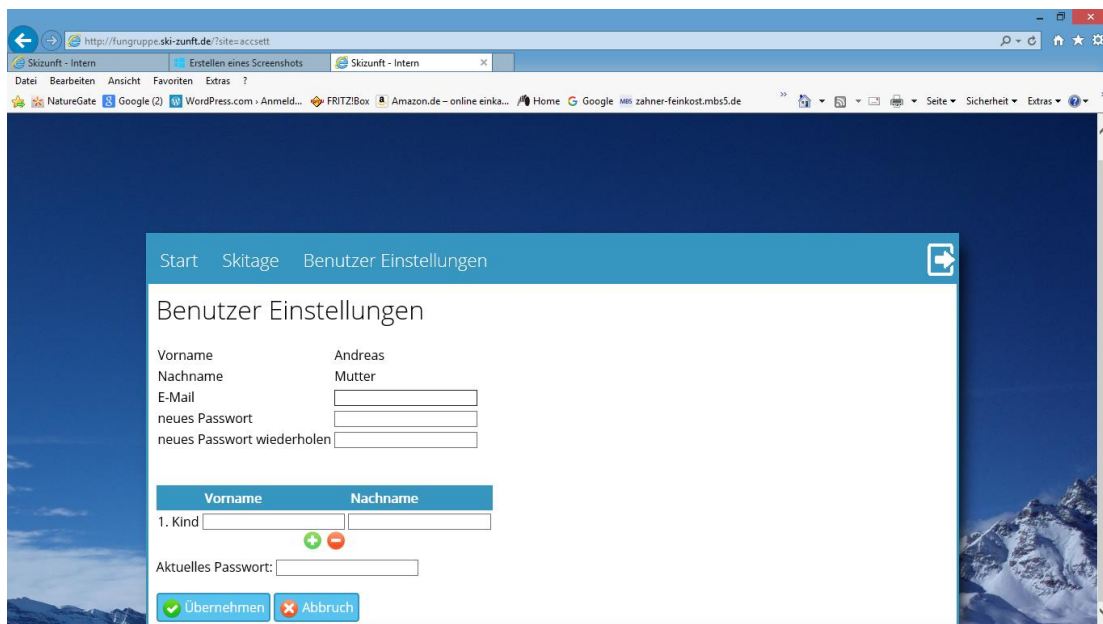 http://fungruppe.ski-zunft.de/?site=accsett
Skizunft - Intern Erstellen eines Screenshots Skizunft - Intern
Datei Bearbeiten Ansicht Favoriten Extras ?
NatureGate Google (2) WordPress.com › Anmeld... FRITZ!Box Amazon.de – online einka... Home Google MBS zahner-feinkost.mbs5.de Seite Sicherheit Extras
Start Skitage Benutzer Einstellungen
Benutzer Einstellungen
Vorname Andreas
Nachname Mutter
E-Mail
neues Passwort
neues Passwort wiederholen
Vorname Nachname
1. Kind
Aktuelles Passwort:
Übernehmen Abbruch